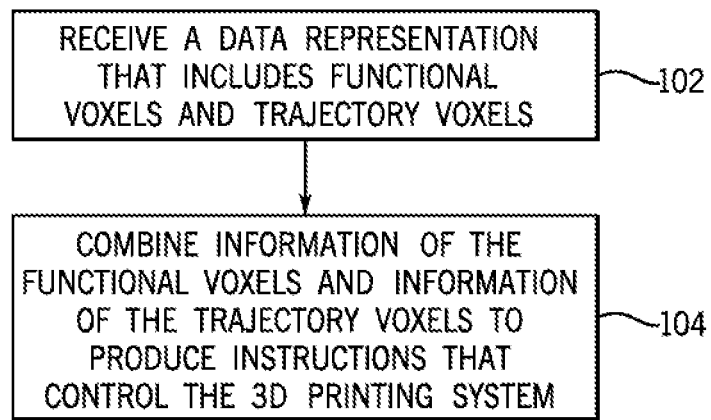 RECEIVE A DATA REPRESENTATION
THAT INCLUDES FUNCTIONAL
VOXELS AND TRAJECTORY VOXELS
102
COMBINE INFORMATION OF THE
FUNCTIONAL VOXELS AND INFORMATION
OF THE TRAJECTORY VOXELS TO
PRODUCE INSTRUCTIONS THAT
CONTROL THE 3D PRINTING SYSTEM
104